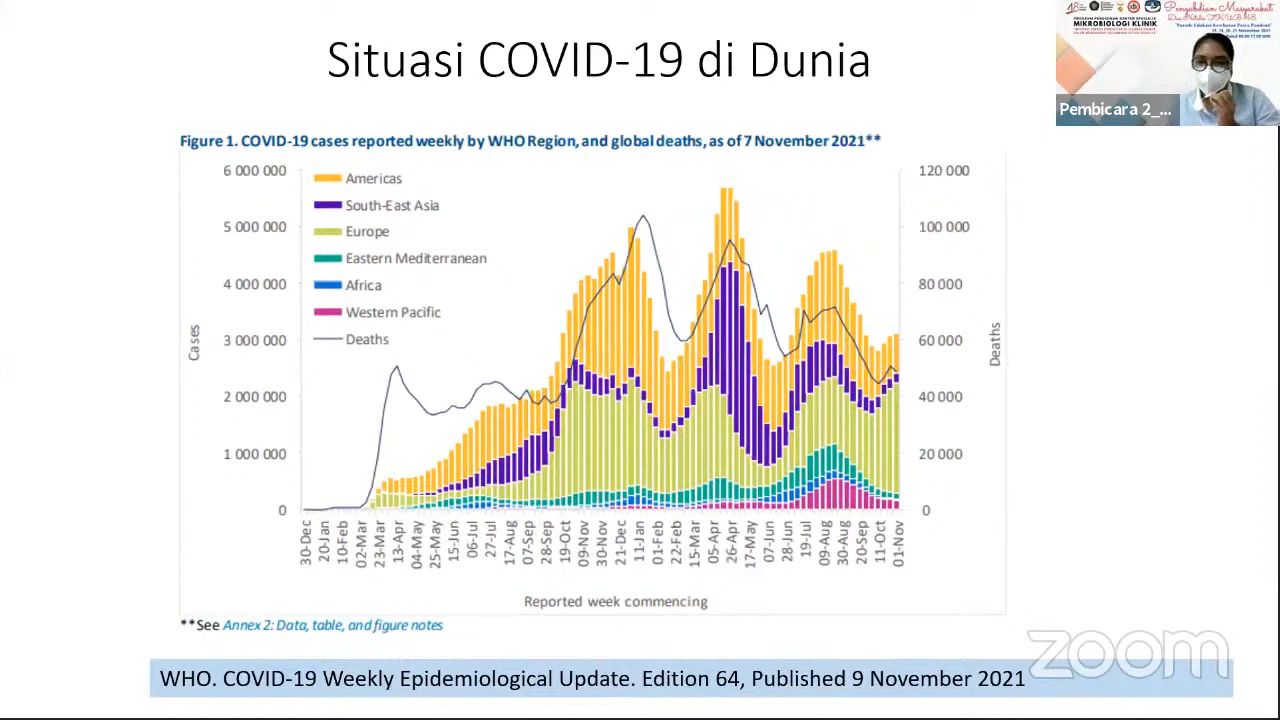 Situasi COVID-19 di Dunia
Figure 1. COVID-19 cases reported weekly by WHO Region, and global deaths, as of 7 November 2021**
6 000 000
5 000 000
4 000 000
3 000 000
2 000 000
1 000 000
0
Cases
Americas
South-East Asia
Europe
Eastern Mediterranean
Africa
Western Pacific
Deaths
120 000
100 000
80 000
60 000
40 000
20 000
0
Deaths
30-Dec
20-Jan
10-Feb
02-Mar
23-Mar
13-Apr
04-May
25-May
15-Jun
06-Jul
27-Jul
17-Aug
07-Sep
28-Sep
19-Oct
09-Nov
30-Nov
21-Dec
11-Jan
01-Feb
22-Feb
15-Mar
05-Apr
26-Apr
17-May
07-Jun
28-Jun
19-Jul
09-Aug
30-Aug
20-Sep
11-Oct
01-Nov
Reported week commencing
**See Annex 2: Data, table, and figure notes
WHO. COVID-19 Weekly Epidemiological Update. Edition 64, Published 9 November 2021
zoom
Pengabdian Masyarakat
PROGRAM PENDIDIKAN DOKTER SPESIALIS
MIKROBIOLOGI KLINIK
Pembicara 2_...